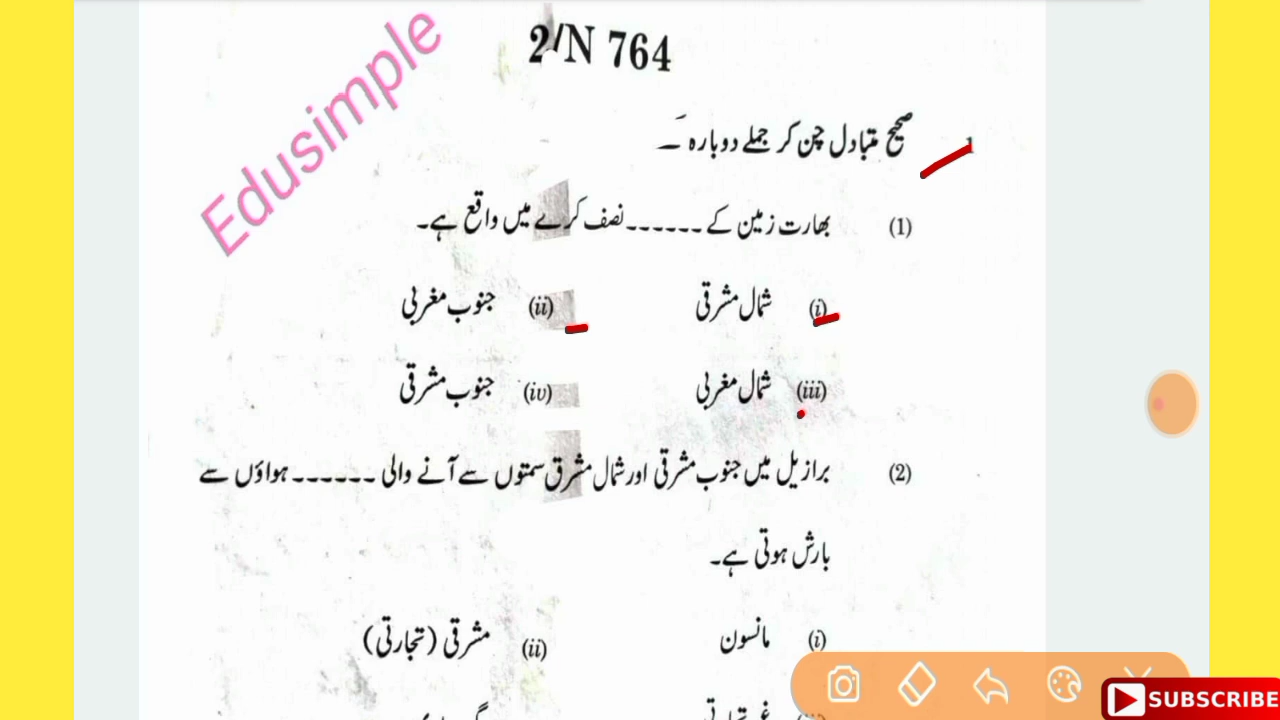 Edusimple
2/N 764
صحیح متبادل چن کر جملے دوبارہ
(1) بھارت زمین کے ------ نصف کرے میں واقع ہے۔
(i) شمال مشرقی (ii) جنوب مغربی
(iii) شمال مغربی (iv) جنوب مشرقی
(2) برازیل میں جنوب مشرقی اور شمال مشرق سمتوں سے آنے والی ------ ہواؤں سے
بارش ہوتی ہے۔
(i) مانسون (ii) مشرقی (تجارتی)
SUBSCRIBE